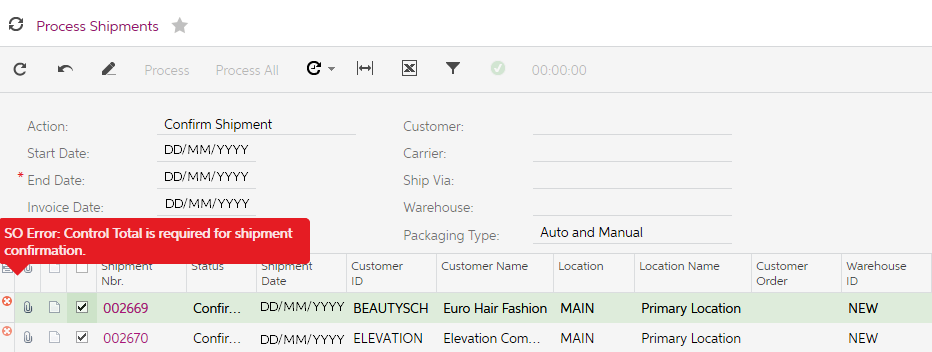 Process Shipments
Process Process All 00:00:00
Action: Confirm Shipment Customer:
Start Date: DD/MM/YYYY Carrier:
* End Date: DD/MM/YYYY Ship Via:
Invoice Date: DD/MM/YYYY Warehouse:
Packaging Type: Auto and Manual
SO Error: Control Total is required for shipment
confirmation.
Shipment Status Shipment Customer Customer Name Location Location Name Customer Warehouse
Nbr. Date ID Order ID
002669 Confir... DD/MM/YYYY BEAUTYSCH Euro Hair Fashion MAIN Primary Location NEW
002670 Confir... DD/MM/YYYY ELEVATION Elevation Com... MAIN Primary Location NEW